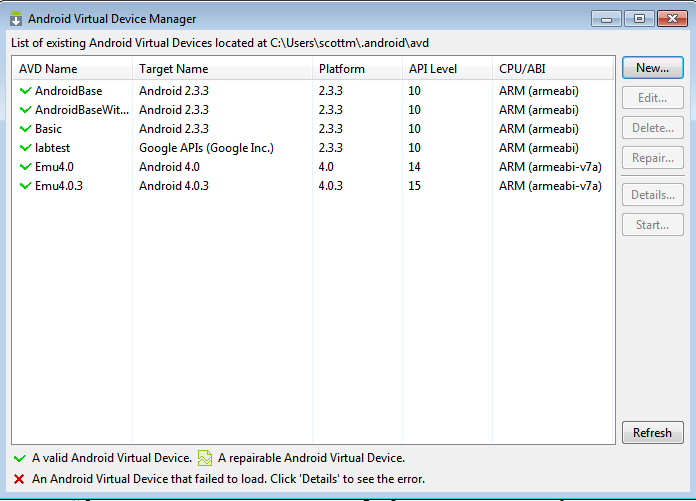 Android Virtual Device Manager
List of existing Android Virtual Devices located at C:\Users\scottm\.android\avd
AVD Name Target Name Platform API Level CPU/ABI
AndroidBase Android 2.3.3 2.3.3 10 ARM (armeabi)
AndroidBaseWit... Android 2.3.3 2.3.3 10 ARM (armeabi)
Basic Android 2.3.3 2.3.3 10 ARM (armeabi)
labtest Google APIs (Google Inc.) 2.3.3 10 ARM (armeabi)
Emu4.0 Android 4.0 4.0 14 ARM (armeabi-v7a)
Emu4.0.3 Android 4.0.3 4.0.3 15 ARM (armeabi-v7a)
New...
Edit...
Delete...
Repair...
Details...
Start...
Refresh
A valid Android Virtual Device. A repairable Android Virtual Device.
An Android Virtual Device that failed to load. Click 'Details' to see the error.